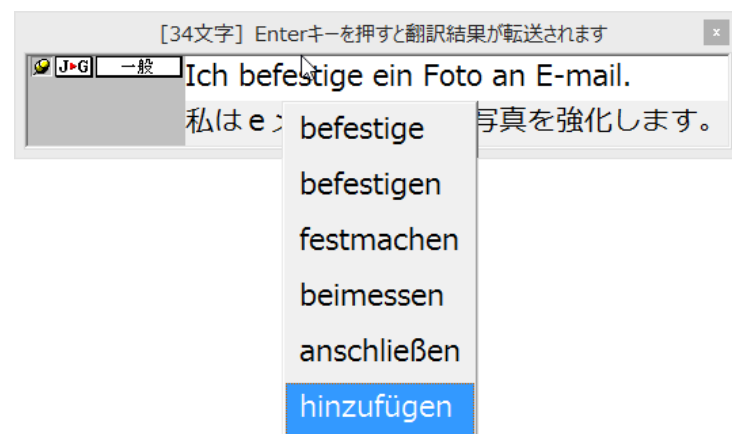 [34文字] Enterキーを押すと翻訳結果が転送されます
J▶G 一般 Ich befestige ein Foto an E-mail.
私はe 写真を強化します。
befestige
befestigen
festmachen
beimessen
anschließen
hinzufügen